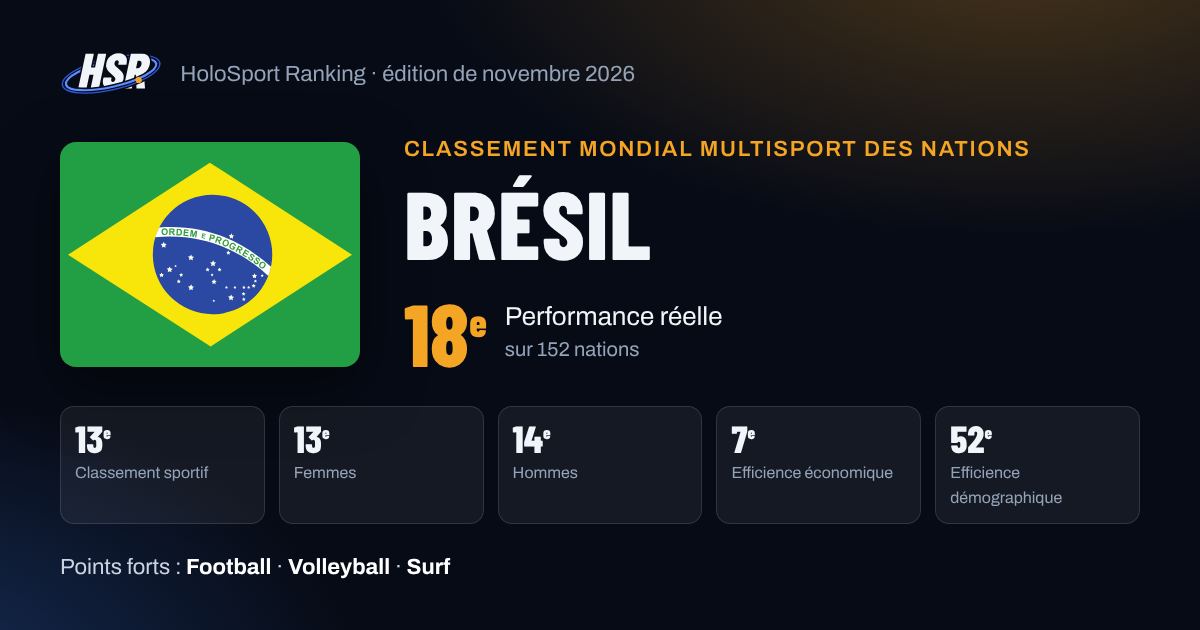 HSR
HoloSport Ranking · édition de novembre 2026
CLASSEMENT MONDIAL MULTISPORT DES NATIONS
BRÉSIL
ORDEM E PROGRESSO
18e
Performance réelle
sur 152 nations
13e
Classement sportif
13e
Femmes
14e
Hommes
7e
Efficience économique
52e
Efficience
démographique
Points forts : Football · Volleyball · Surf